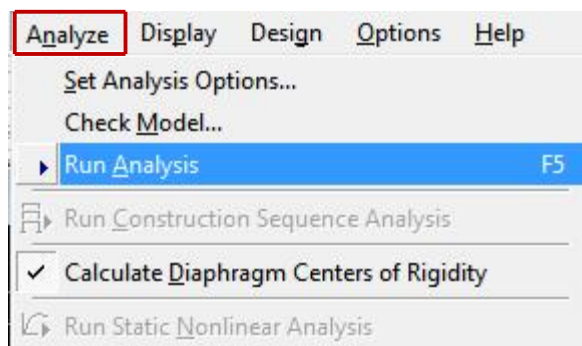 Analyze Display Design Options Help
Set Analysis Options...
Check Model...
Run Analysis F5
Run Construction Sequence Analysis
Calculate Diaphragm Centers of Rigidity
Run Static Nonlinear Analysis